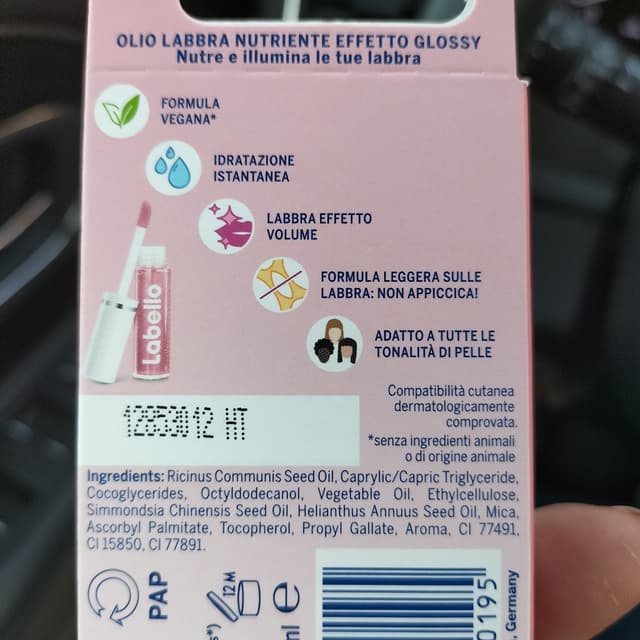 OLIO LABBRA NUTRIENTE EFFETTO GLOSSY
Nutre e illumina le tue labbra
FORMULA
VEGANA*
IDRATAZIONE
ISTANTANEA
LABBRA EFFETTO
VOLUME
FORMULA LEGGERA SULLE
LABBRA: NON APPICCICA!
Labello
ADATTO A TUTTE LE
TONALITÀ DI PELLE
Compatibilità cutanea
dermatologicamente
comprovata.
*senza ingredienti animali
o di origine animale
12853012 HT
Ingredients: Ricinus Communis Seed Oil, Caprylic/Capric Triglyceride,
Cocoglycerides, Octyldodecanol, Vegetable Oil, Ethylcellulose,
Simmondsia Chinensis Seed Oil, Helianthus Annuus Seed Oil, Mica,
Ascorbyl Palmitate, Tocopherol, Propyl Gallate, Aroma, CI 77491,
CI 15850, CI 77891.
PAP
12M
ml e
0195
Germany